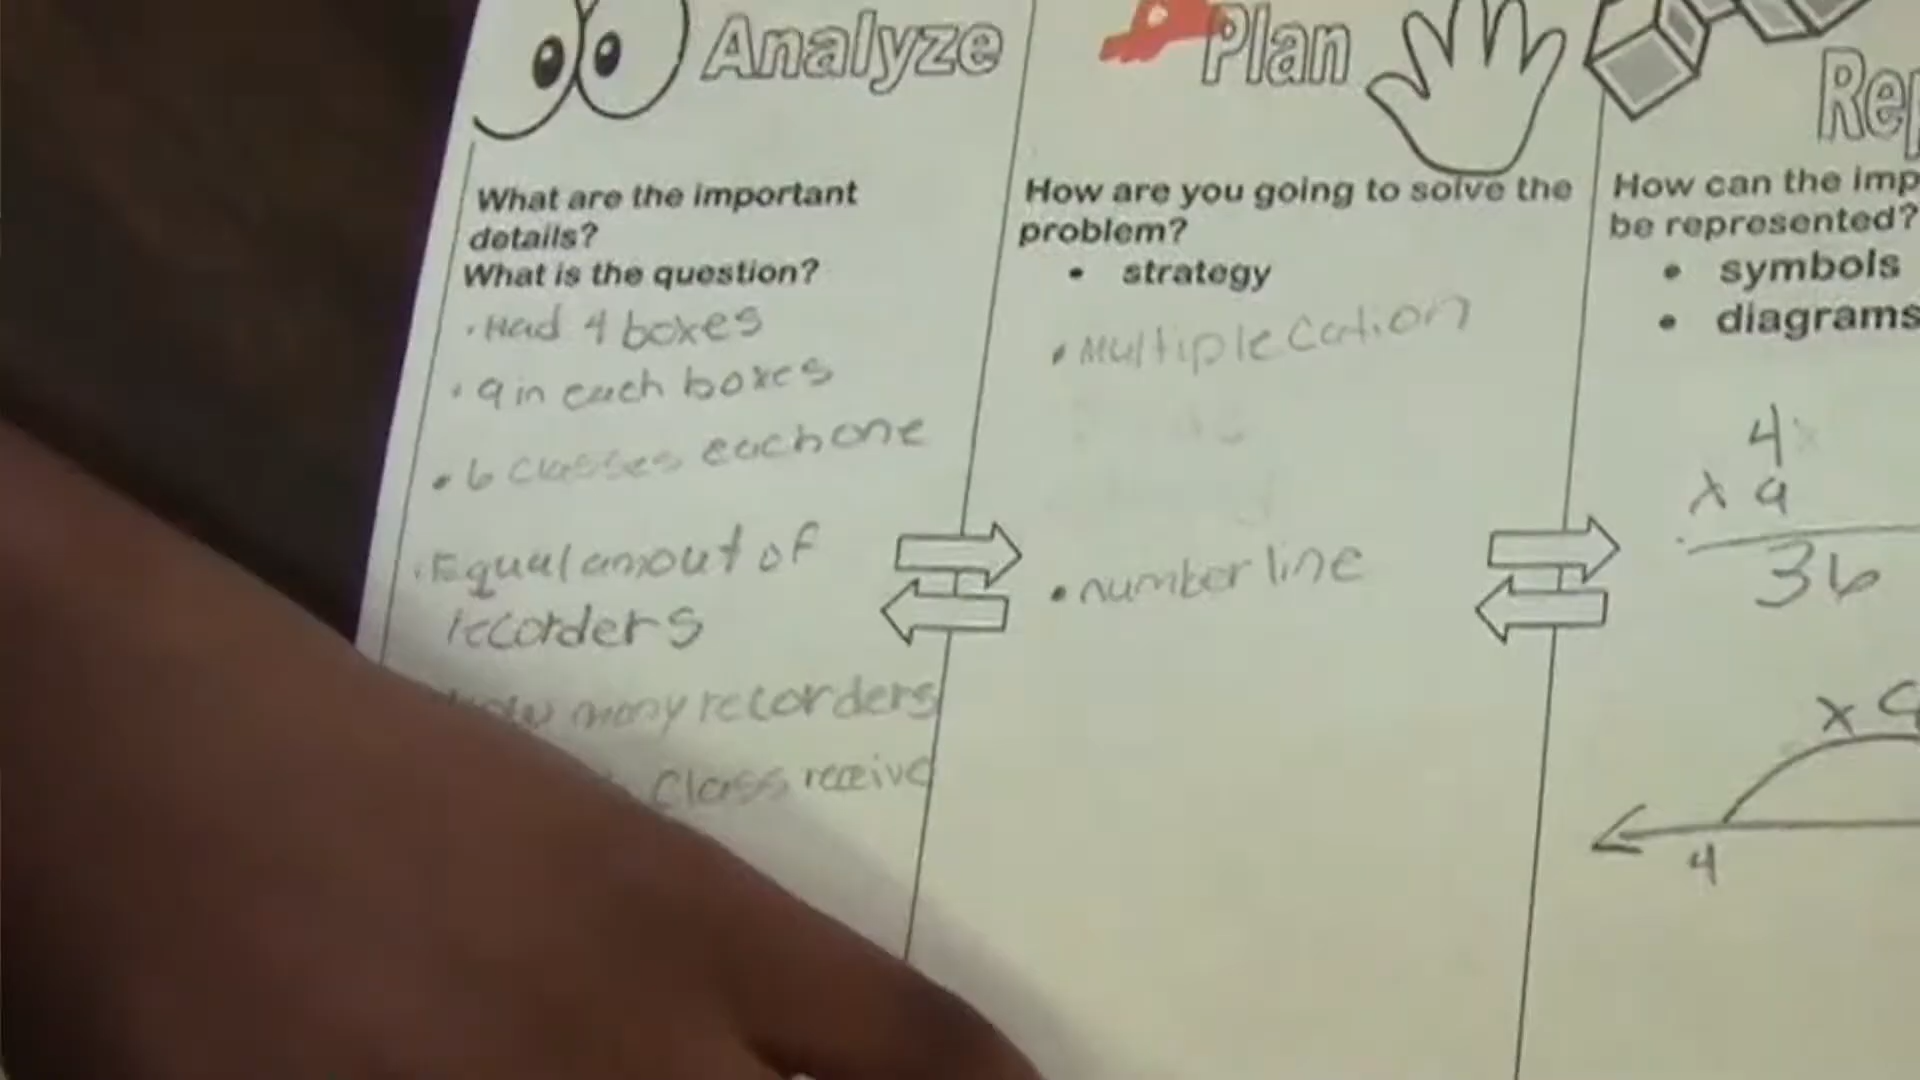 Analyze
What are the important
details?
What is the question?
• Had 4 boxes
• 9 in each boxes
• 6 classes each one
• Equal amout of
recorders
many recorders
Class receive
Plan
How are you going to solve the
problem?
• strategy
• Multiplecation
• number line
Rep
How can the imp
be represented?
• symbols
• diagrams
4
x 9
36
x 9
4